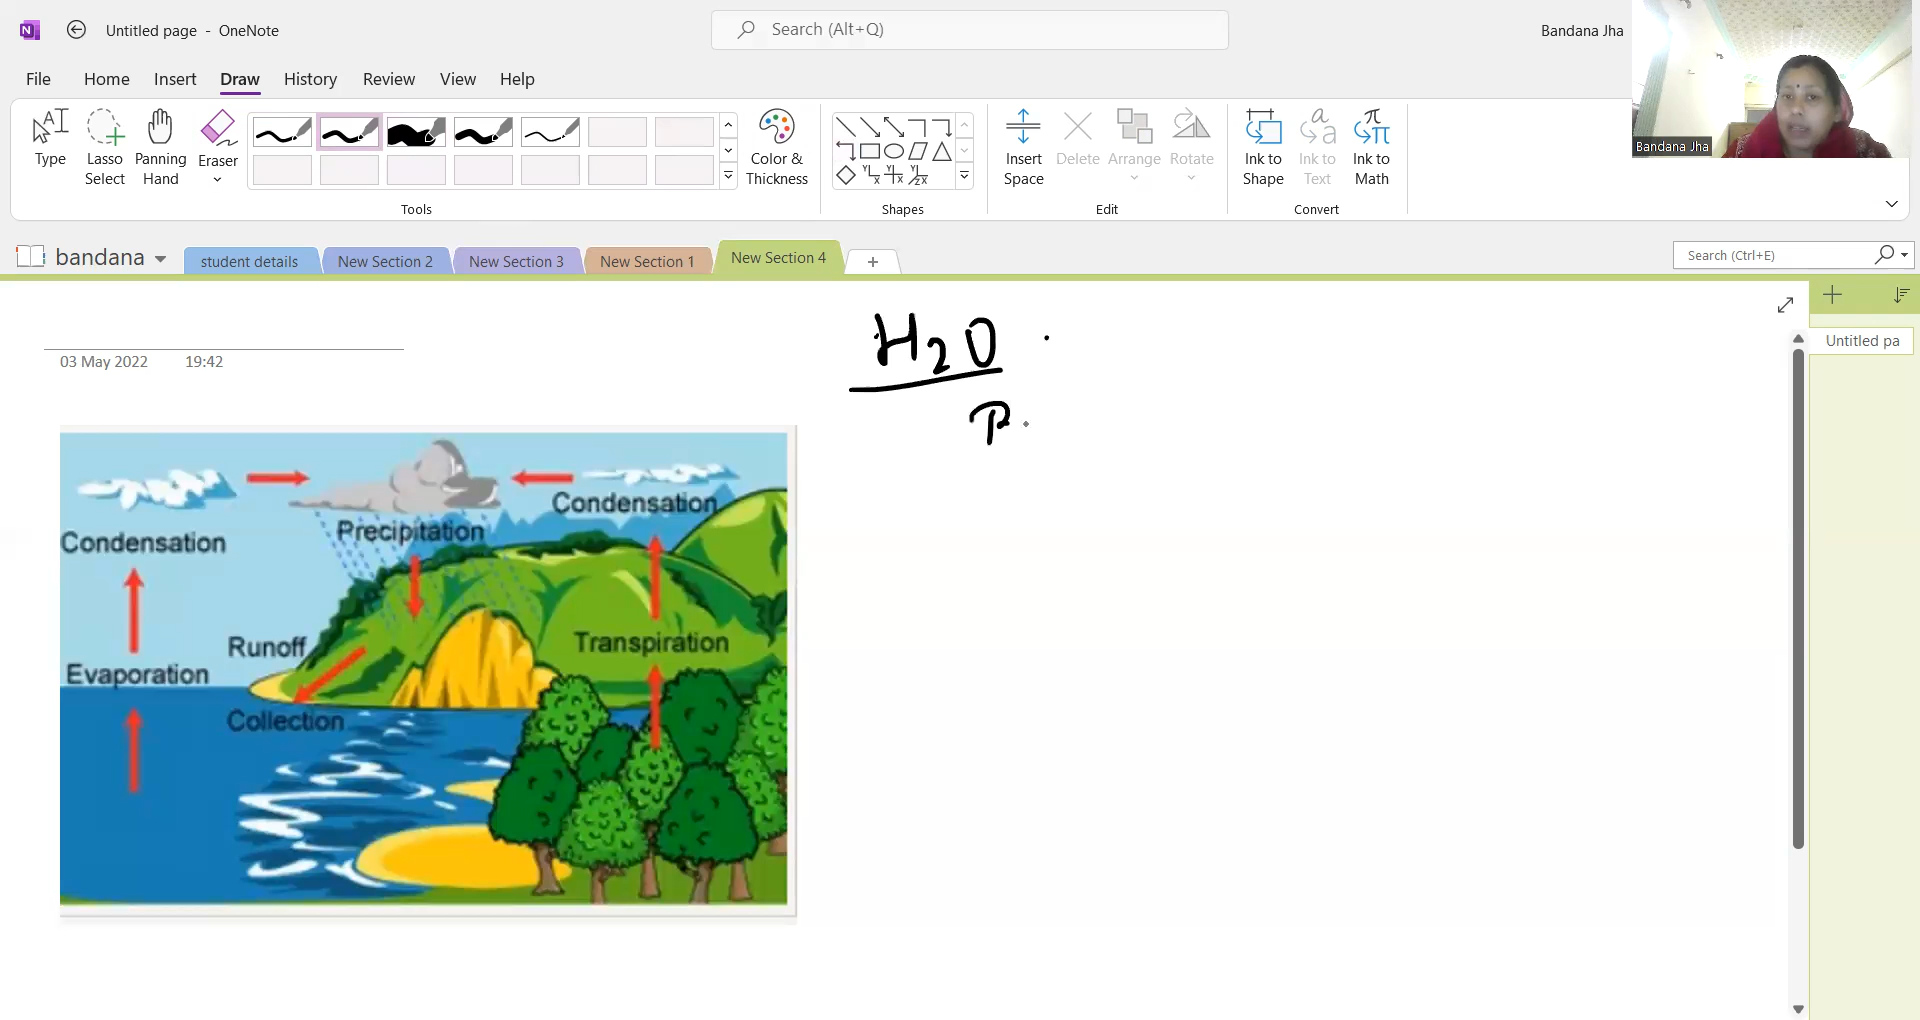 Untitled page - OneNote
Search (Alt+Q)
Bandana Jha
File Home Insert Draw History Review View Help
Type
Lasso Select
Panning Hand
Eraser
Color & Thickness
Insert Space
Delete
Arrange
Rotate
Ink to Shape
Ink to Text
Ink to Math
Bandana Jha
Tools
Shapes
Edit
Convert
bandana
student details
New Section 2
New Section 3
New Section 1
New Section 4
Search (Ctrl+E)
Untitled pa
03 May 2022 19:42
H2O
Condensation
Precipitation
Condensation
Runoff
Transpiration
Evaporation
Collection